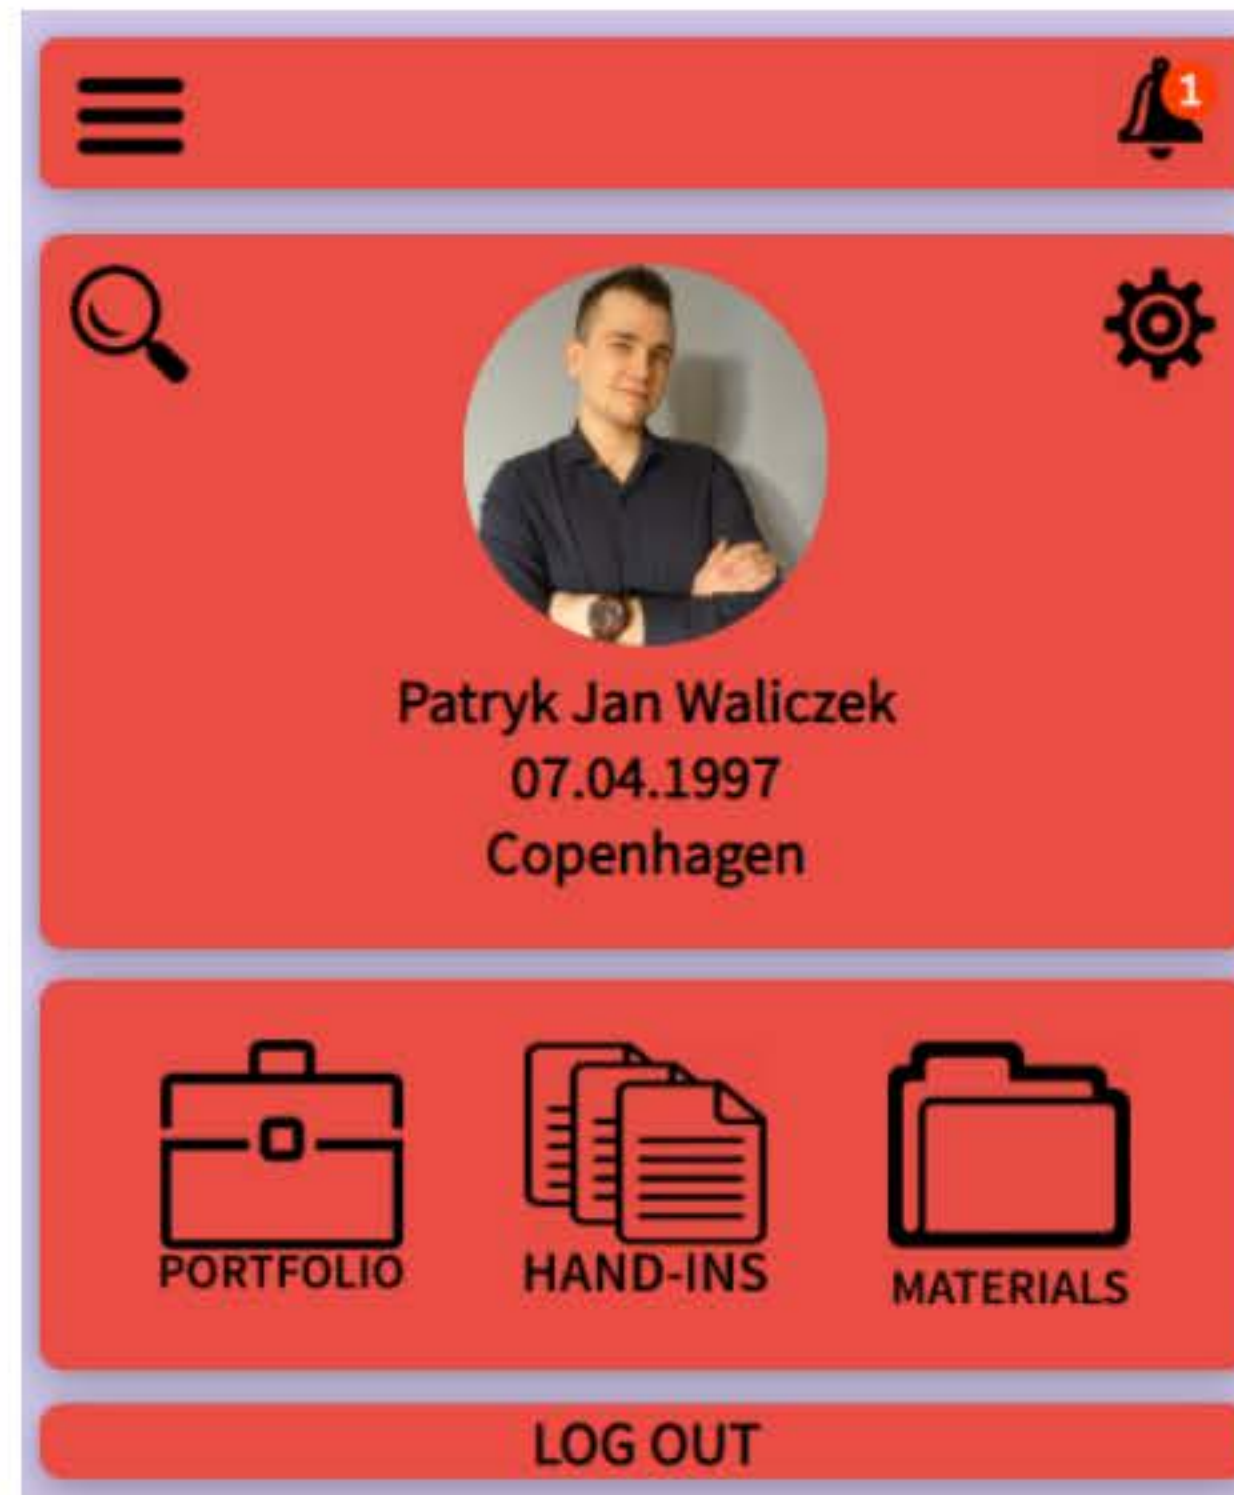 1
Patryk Jan Waliczek
07.04.1997
Copenhagen
PORTFOLIO
HAND-INS
MATERIALS
LOG OUT